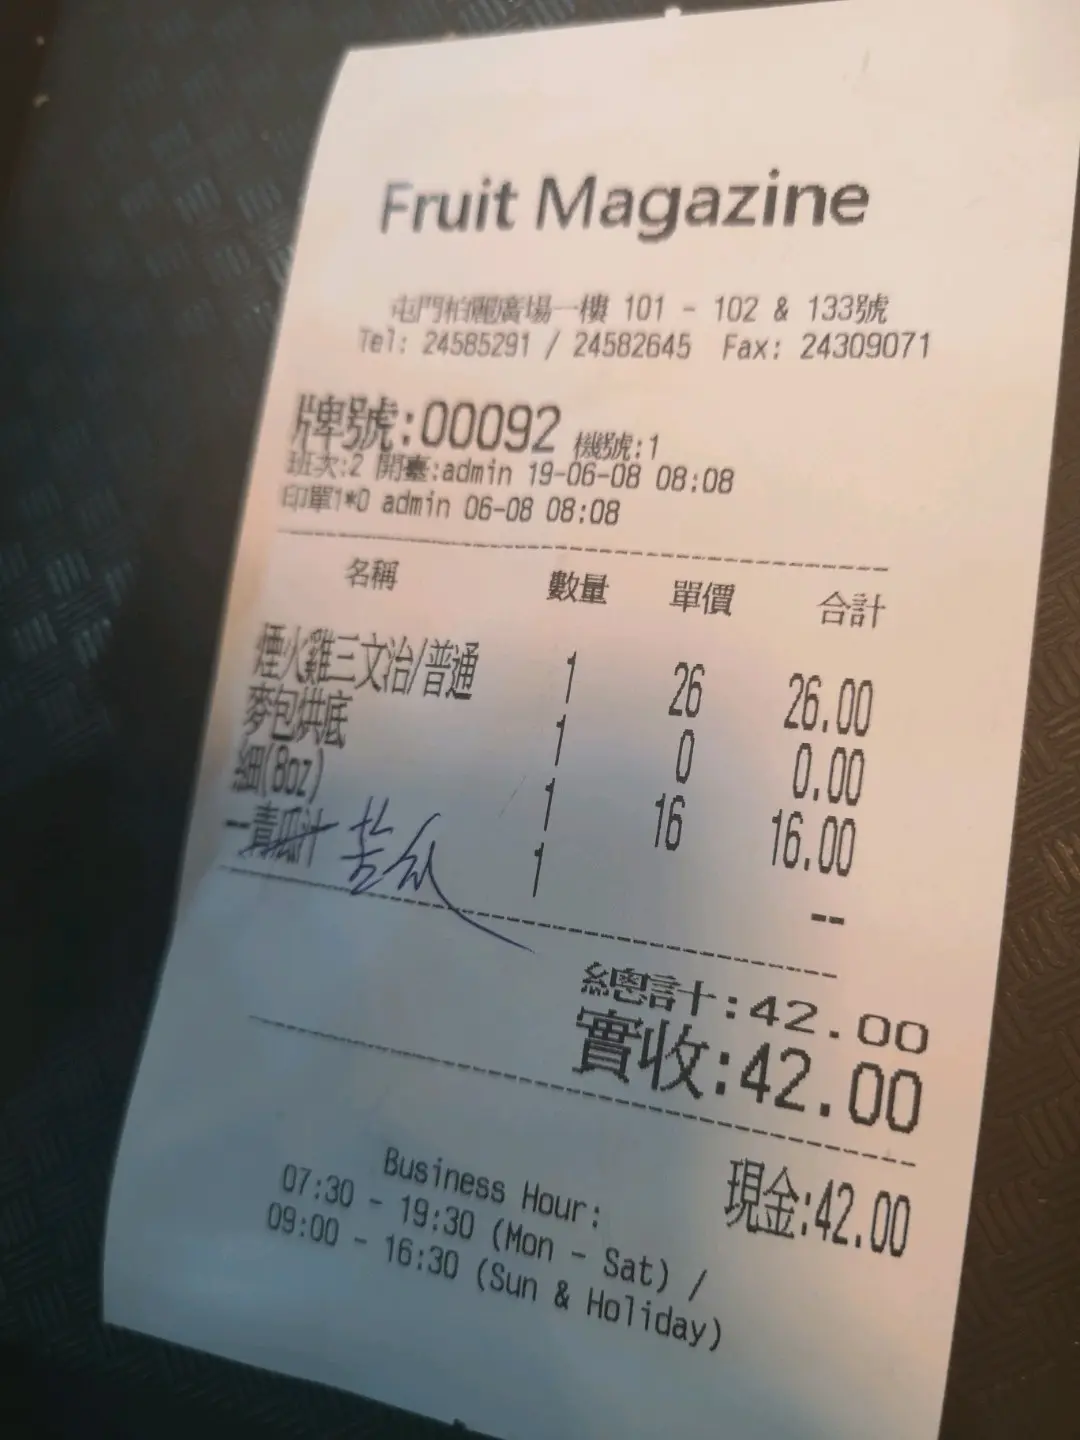 Fruit Magazine
屯門柏麗廣場一樓 101 - 102 & 133號
Tel: 24585291 / 24582645 Fax: 24309071
牌號:00092 機號:1
班次:2 開臺:admin 19-06-08 08:08
印單1*0 admin 06-08 08:08
名稱 數量 單價 合計
煙火雞三文治/普通 1 26 26.00
麥包烘底 1 0 0.00
細(8oz) 1 16 16.00
--青瓜汁 苦瓜 1 --
總計:42.00
實收:42.00
現金:42.00
Business Hour:
07:30 - 19:30 (Mon - Sat) /
09:00 - 16:30 (Sun & Holiday)